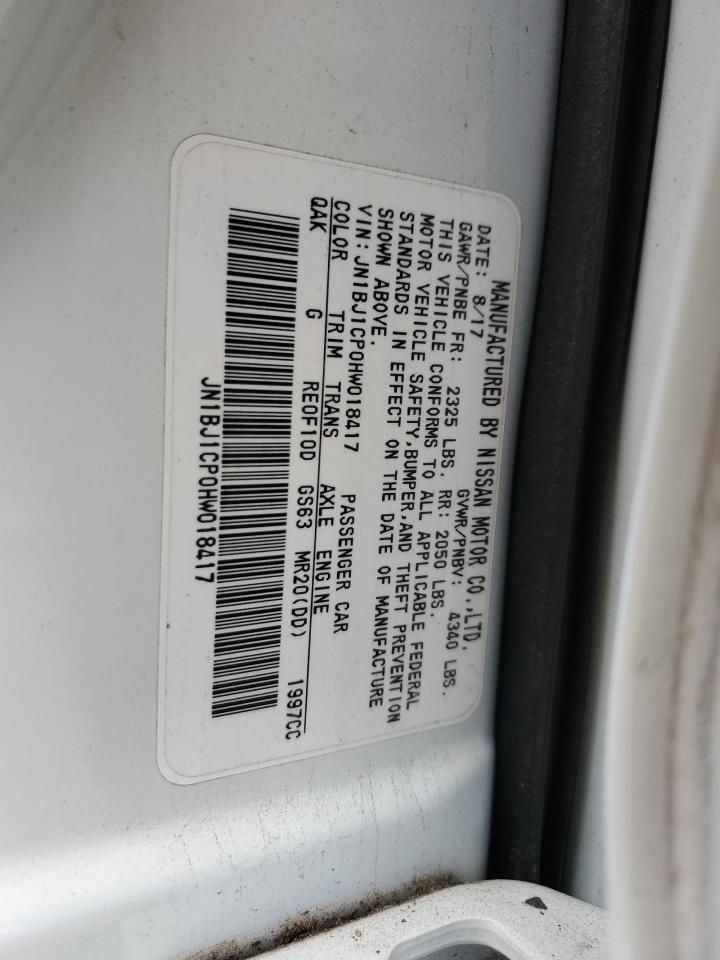 MANUFACTURED BY NISSAN MOTOR CO.,LTD.
DATE: 8/17 GVWR/PNBV: 4340 LBS.
GAWR/PNBE FR: 2325 LBS. RR: 2050 LBS.
THIS VEHICLE CONFORMS TO ALL APPLICABLE FEDERAL
MOTOR VEHICLE SAFETY,BUMPER,AND THEFT PREVENTION
STANDARDS IN EFFECT ON THE DATE OF MANUFACTURE
SHOWN ABOVE.
VIN:JN1BJ1CP0HW018417 PASSENGER CAR
COLOR TRIM TRANS AXLE ENGINE
QAK G RE0F10D GS63 MR20(DD) 1997CC
JN1BJ1CP0HW018417